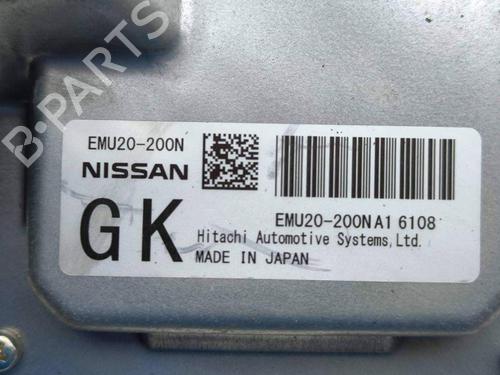 B-PARTS
EMU20-200N
NISSAN
GK
EMU20-200NA1 6108
Hitachi Automotive Systems,Ltd.
MADE IN JAPAN